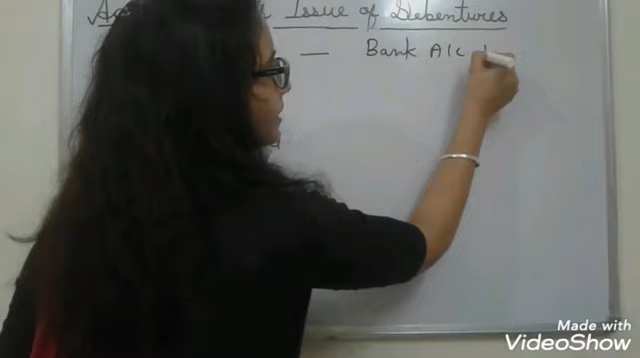 Issue of Debentures
— Bank A/c
Made with
VideoShow